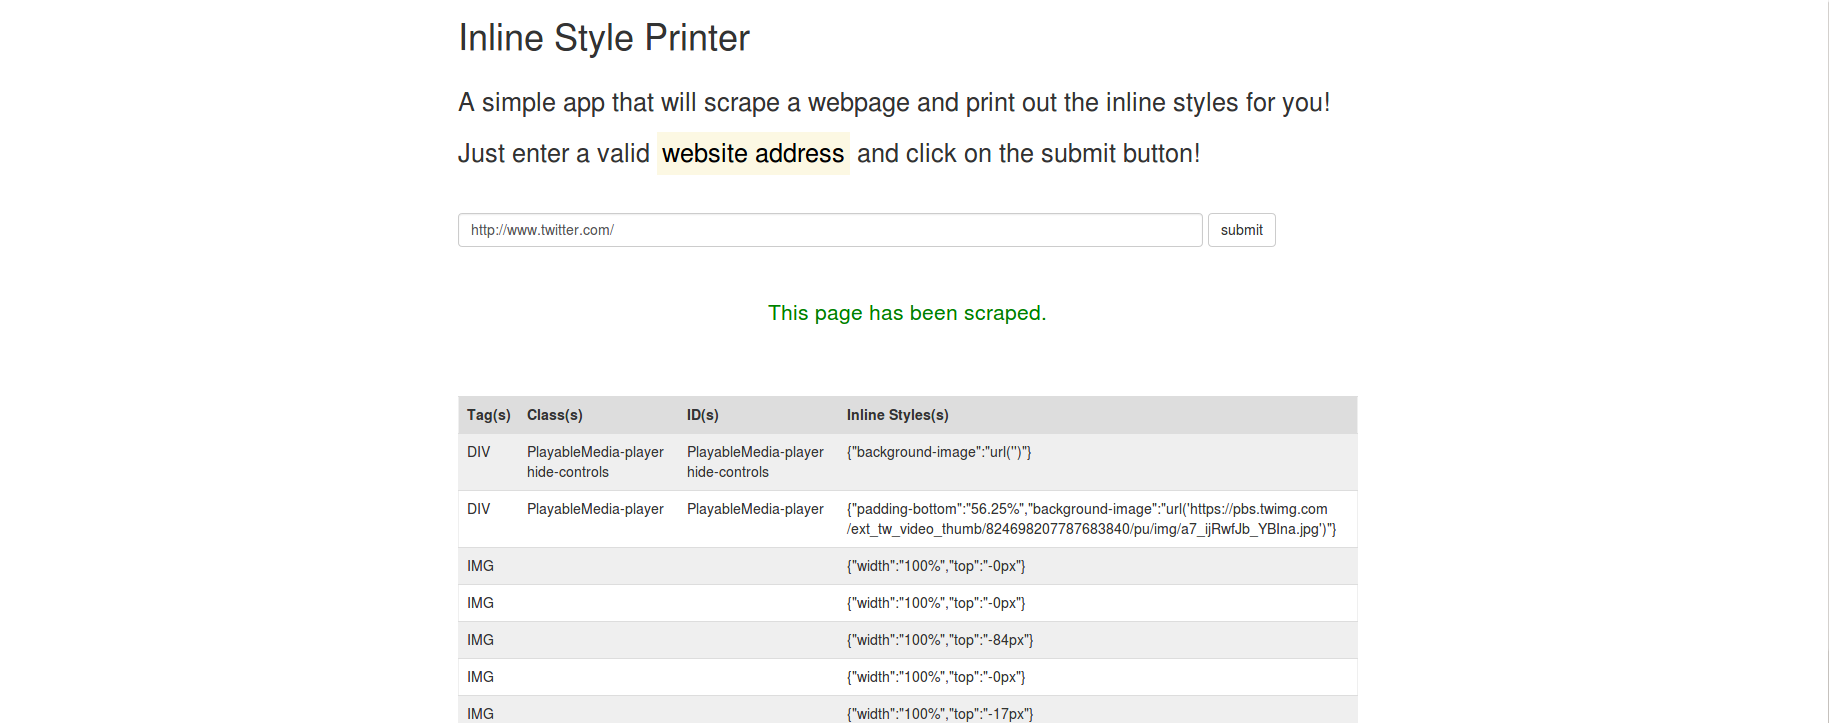 Inline Style Printer
A simple app that will scrape a webpage and print out the inline styles for you!
Just enter a valid website address and click on the submit button!
http://www.twitter.com/ submit
This page has been scraped.
Tag(s) Class(s) ID(s) Inline Styles(s)
DIV PlayableMedia-player PlayableMedia-player {"background-image":"url('')"}
hide-controls hide-controls
DIV PlayableMedia-player PlayableMedia-player {"padding-bottom":"56.25%","background-image":"url('https://pbs.twimg.com
/ext_tw_video_thumb/824698207787683840/pu/img/a7_ijRwfJb_YBIna.jpg')"}
IMG {"width":"100%","top":"-0px"}
IMG {"width":"100%","top":"-0px"}
IMG {"width":"100%","top":"-84px"}
IMG {"width":"100%","top":"-0px"}
IMG {"width":"100%","top":"-17px"}